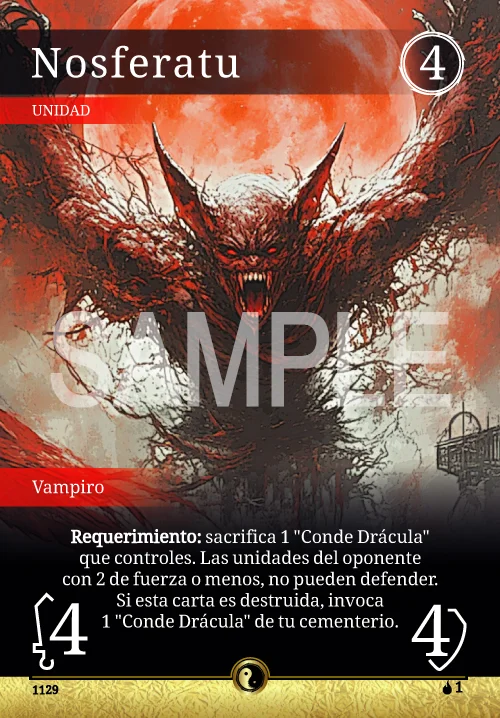 Nosferatu
4
UNIDAD
SAMPLE
Vampiro
Requerimiento: sacrifica 1 "Conde Drácula"
que controles. Las unidades del oponente
con 2 de fuerza o menos, no pueden defender.
Si esta carta es destruida, invoca
1 "Conde Drácula" de tu cementerio.
4
4
1129
1